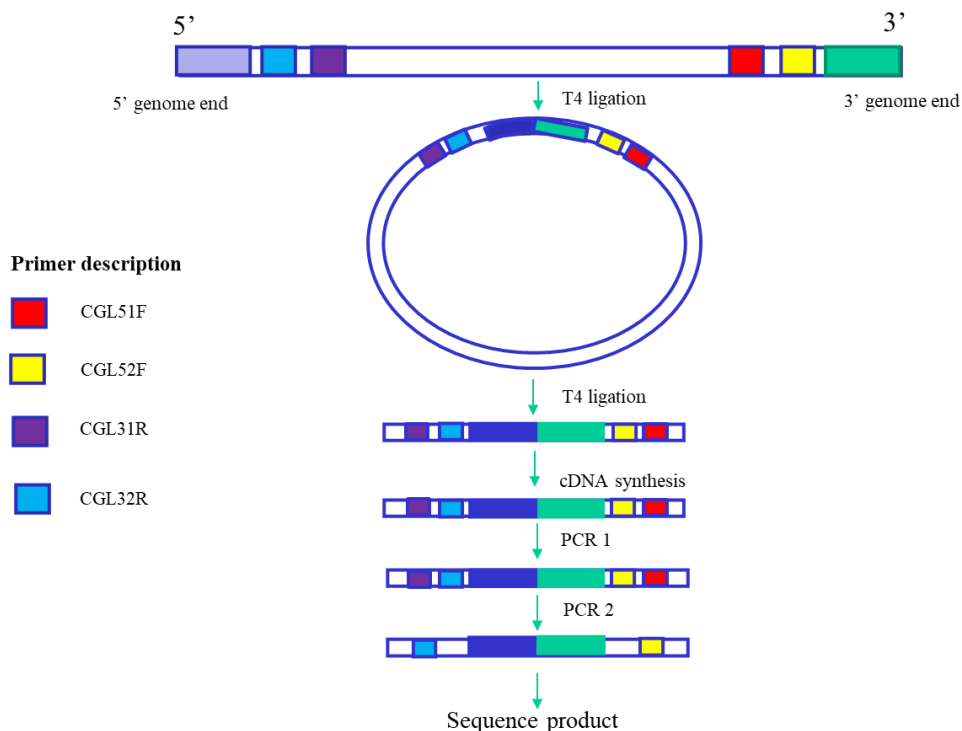 5’
3’
5’ genome end
T4 ligation
3’ genome end
Primer description
CGL51F
CGL52F
CGL31R
CGL32R
T4 ligation
cDNA synthesis
PCR 1
PCR 2
Sequence product